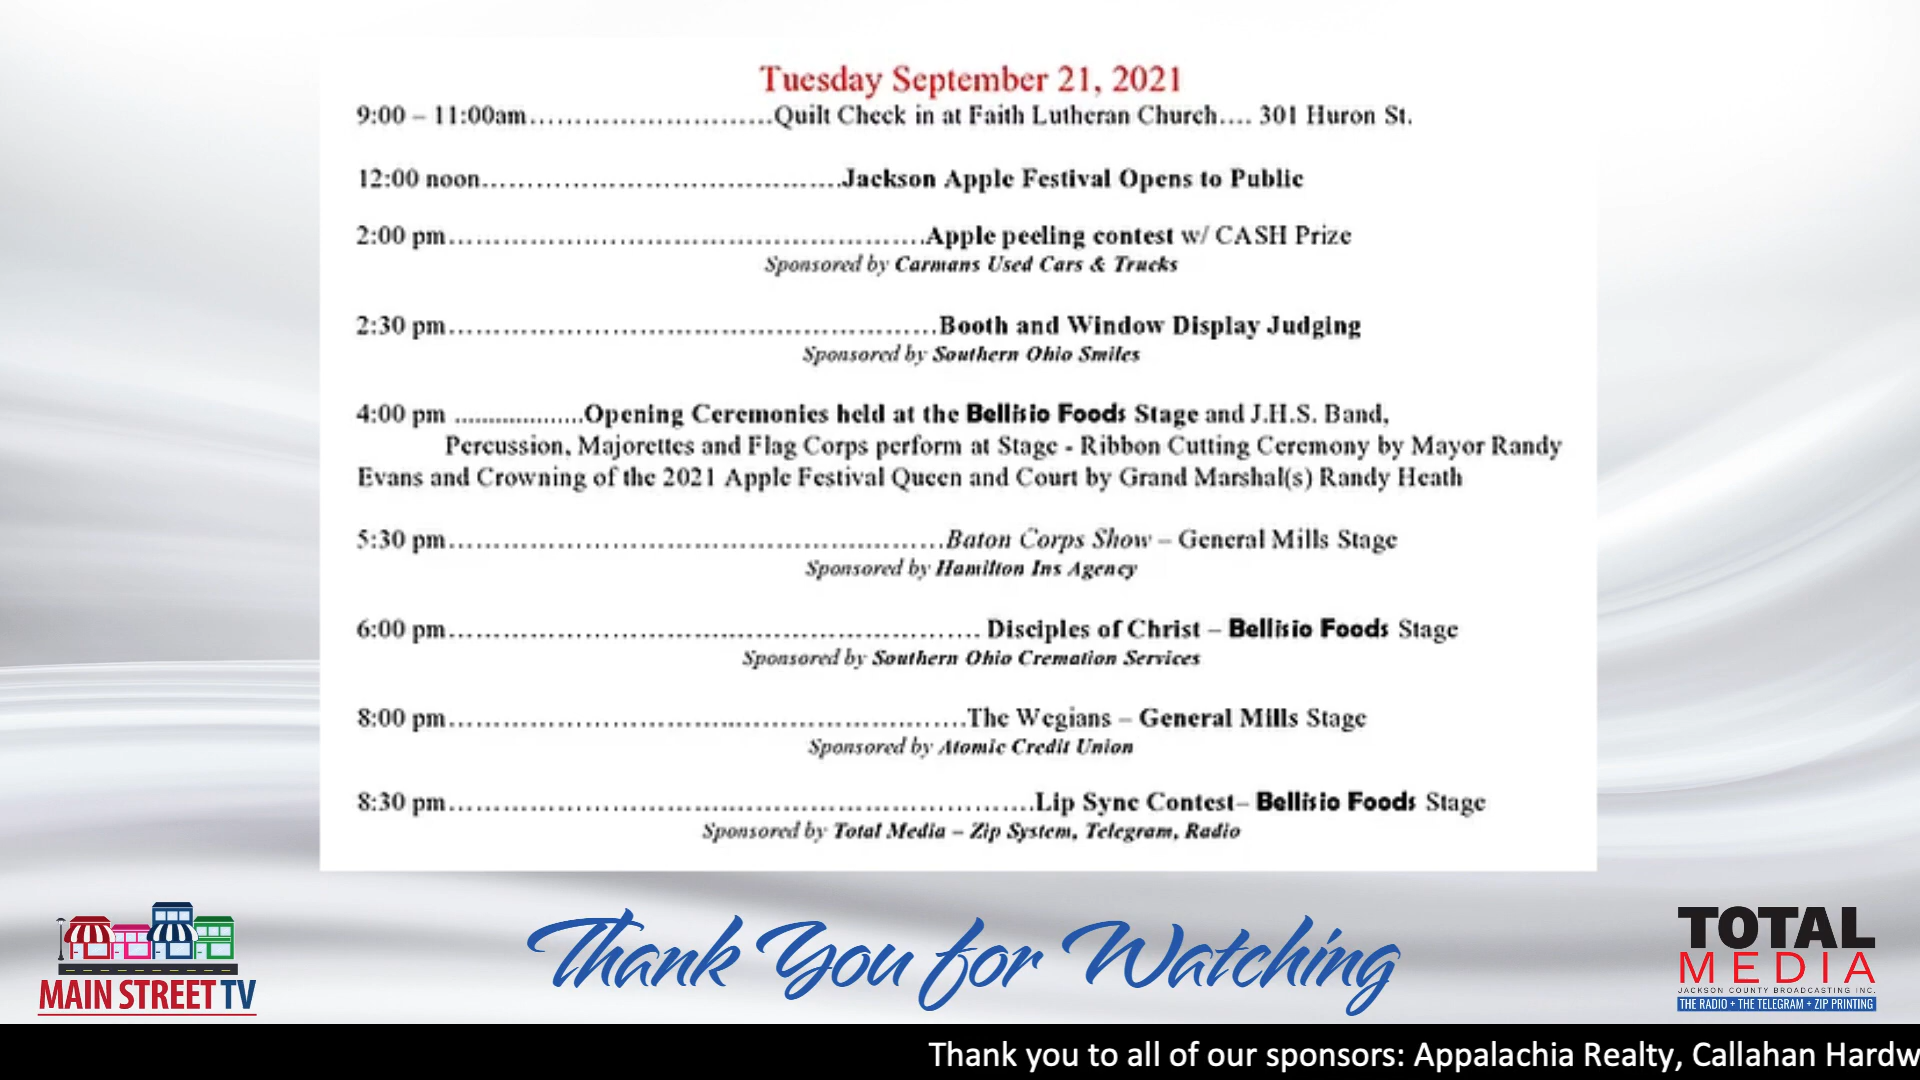 Tuesday September 21, 2021
9:00 – 11:00am...........................Quilt Check in at Faith Lutheran Church.... 301 Huron St.
12:00 noon........................................Jackson Apple Festival Opens to Public
2:00 pm.....................................................Apple peeling contest w/ CASH Prize
Sponsored by Carmans Used Cars & Trucks
2:30 pm......................................................Booth and Window Display Judging
Sponsored by Southern Ohio Smiles
4:00 pm ...................Opening Ceremonies held at the Bellisio Foods Stage and J.H.S. Band,
Percussion, Majorettes and Flag Corps perform at Stage - Ribbon Cutting Ceremony by Mayor Randy
Evans and Crowning of the 2021 Apple Festival Queen and Court by Grand Marshal(s) Randy Heath
5:30 pm.......................................................Baton Corps Show – General Mills Stage
Sponsored by Hamilton Ins Agency
6:00 pm........................................................... Disciples of Christ – Bellisio Foods Stage
Sponsored by Southern Ohio Cremation Services
8:00 pm..........................................................The Wegians – General Mills Stage
Sponsored by Atomic Credit Union
8:30 pm.................................................................Lip Sync Contest– Bellisio Foods Stage
Sponsored by Total Media – Zip System, Telegram, Radio
MAIN STREET TV
Thank You for Watching
TOTAL
MEDIA
JACKSON COUNTY BROADCASTING INC.
THE RADIO + THE TELEGRAM + ZIP PRINTING
Thank you to all of our sponsors: Appalachia Realty, Callahan Hardw